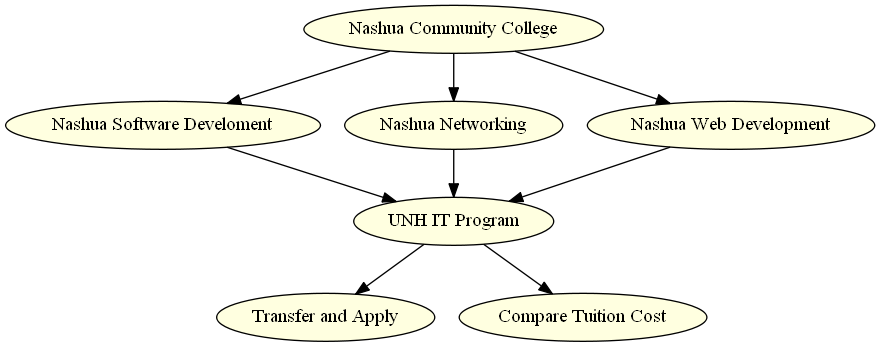 Nashua Community College
Nashua Software Develoment
Nashua Networking
Nashua Web Development
UNH IT Program
Transfer and Apply
Compare Tuition Cost